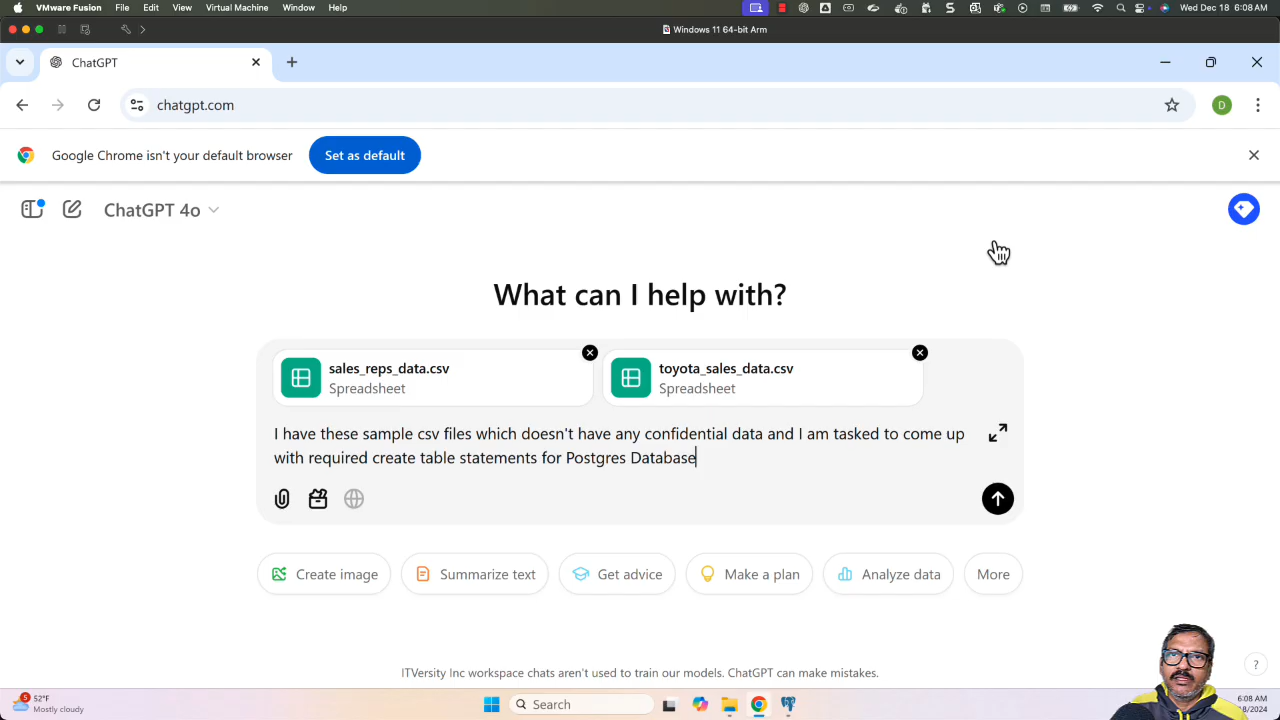 VMware Fusion File Edit View Virtual Machine Window Help Wed Dec 18 6:08 AM
Windows 11 64-bit Arm
ChatGPT
chatgpt.com D
Google Chrome isn't your default browser Set as default
ChatGPT 4o
What can I help with?
sales_reps_data.csv toyota_sales_data.csv
Spreadsheet Spreadsheet
I have these sample csv files which doesn't have any confidential data and I am tasked to come up
with required create table statements for Postgres Database
Create image Summarize text Get advice Make a plan Analyze data More
ITVersity Inc workspace chats aren't used to train our models. ChatGPT can make mistakes. ?
5 52°F
Mostly cloudy
Search
6:08 AM
18/2024